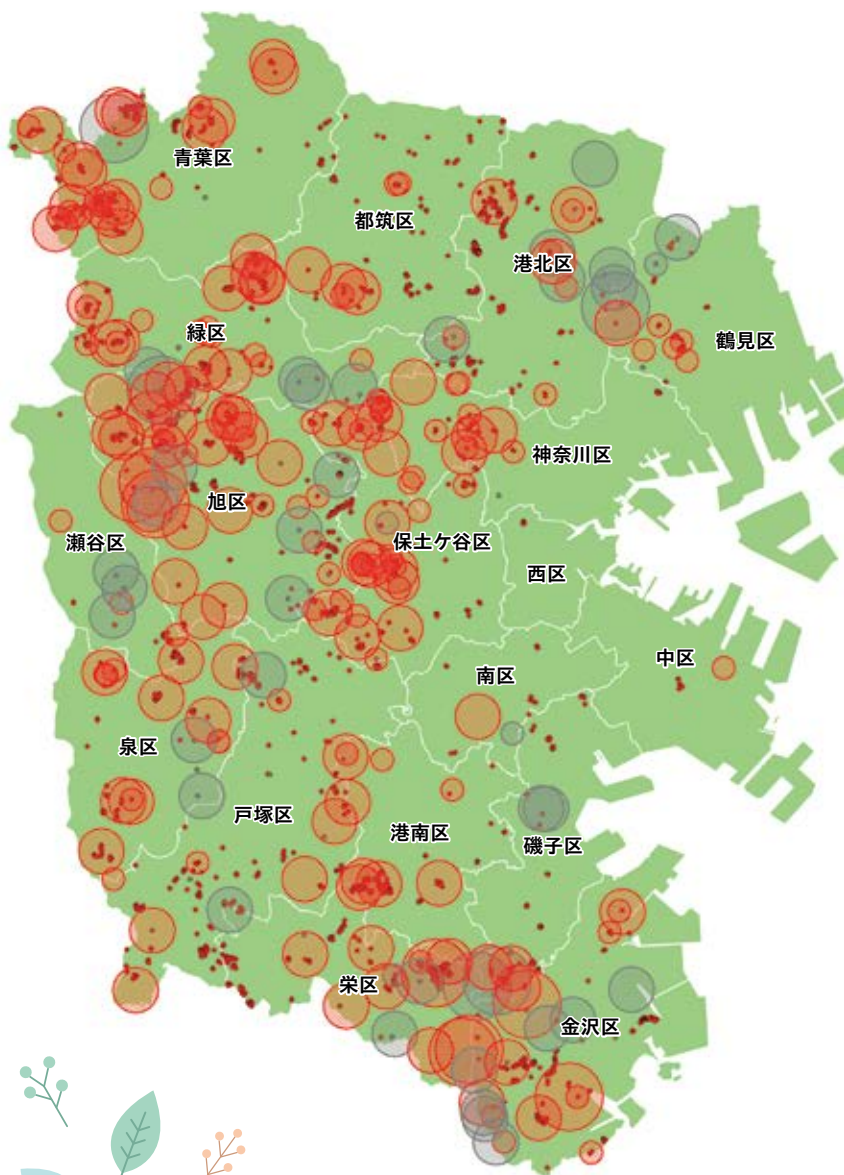 青葉区
都筑区
港北区
緑区
鶴見区
神奈川区
旭区
瀬谷区
保土ケ谷区
西区
中区
南区
泉区
戸塚区
港南区
磯子区
栄区
金沢区